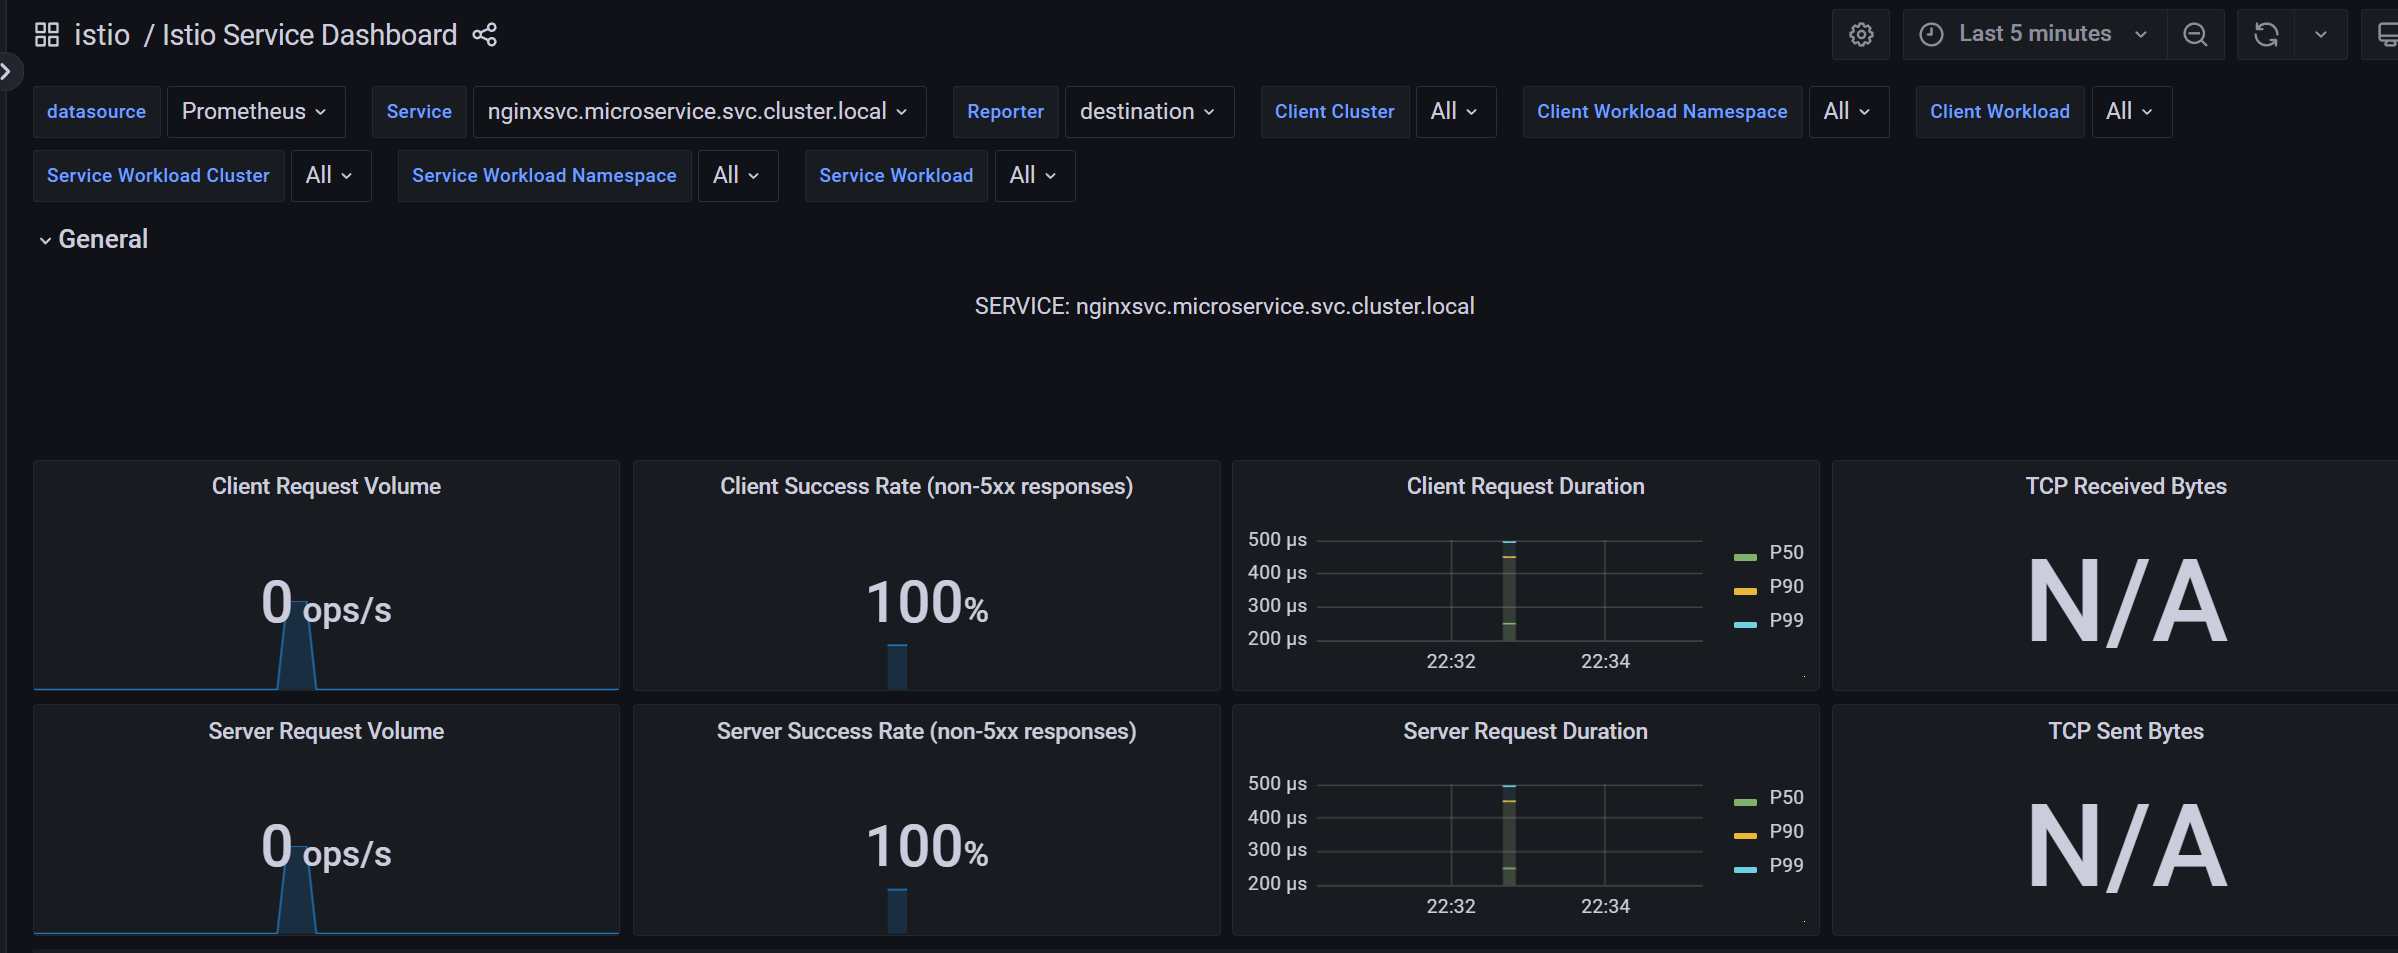 istio / Istio Service Dashboard
Last 5 minutes
datasource Prometheus Service nginxsvc.microservice.svc.cluster.local Reporter destination Client Cluster All Client Workload Namespace All Client Workload All
Service Workload Cluster All Service Workload Namespace All Service Workload All
General
SERVICE: nginxsvc.microservice.svc.cluster.local
Client Request Volume
0 ops/s
Client Success Rate (non-5xx responses)
100%
Client Request Duration
500 µs
400 µs
300 µs
200 µs
22:32 22:34
P50
P90
P99
TCP Received Bytes
N/A
Server Request Volume
0 ops/s
Server Success Rate (non-5xx responses)
100%
Server Request Duration
500 µs
400 µs
300 µs
200 µs
22:32 22:34
P50
P90
P99
TCP Sent Bytes
N/A